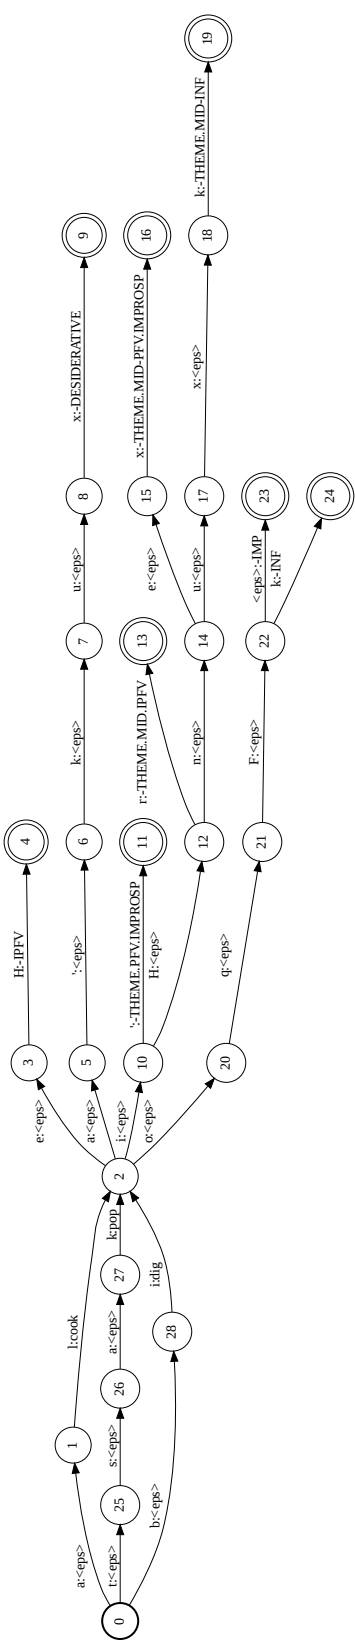 0
a:<eps>
t:<eps>
b:<eps>
1
25
28
l:cook
s:<eps>
26
a:<eps>
27
i:dig
k:pop
2
e:<eps>
a:<eps>
i:<eps>
o:<eps>
3
5
10
20
H:-IPFV
':<eps>
':-THEME.PFV.IMPROSP
H:<eps>
q:<eps>
4
6
11
12
21
k:<eps>
r:-THEME.MID.IPFV
n:<eps>
F:<eps>
7
13
14
22
u:<eps>
e:<eps>
u:<eps>
<eps>:-IMP
k:-INF
8
15
17
23
24
x:-DESIDERATIVE
x:-THEME.MID-PFV.IMPROSP
x:<eps>
9
16
18
k:-THEME.MID-INF
19